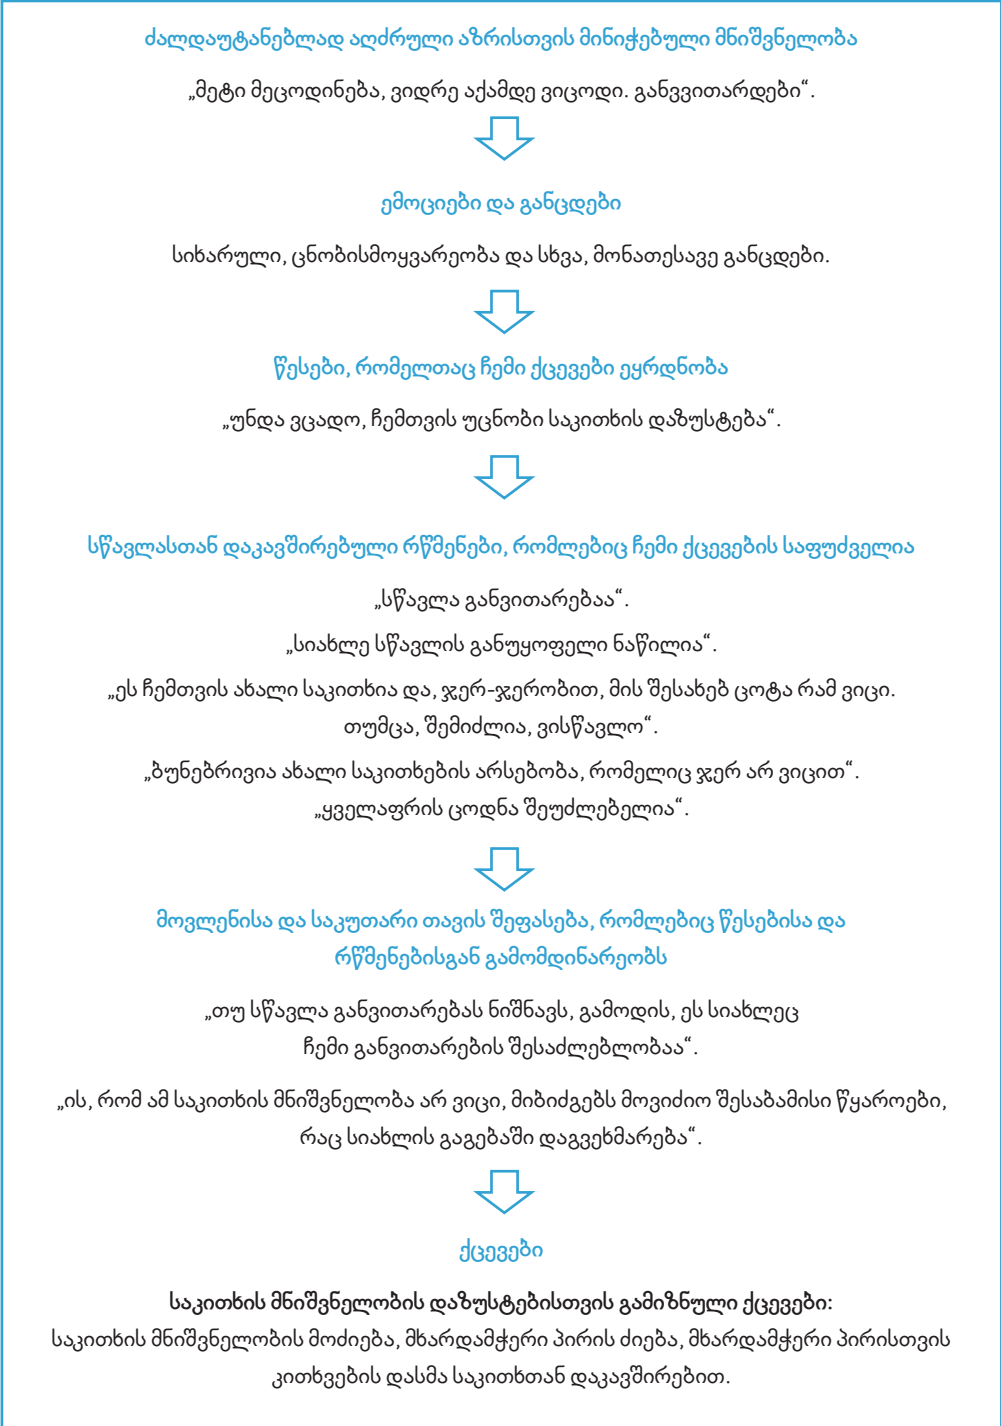 ძალდაუტანებლად აღძრული აზრისთვის მინიჭებული მნიშვნელობა
„მეტი მეცოდინება, ვიდრე აქამდე ვიცოდი. განვვითარდები“.
ემოციები და განცდები
სიხარული, ცნობისმოყვარეობა და სხვა, მონათესავე განცდები.
წესები, რომელთაც ჩემი ქცევები ეყრდნობა
„უნდა ვცადო, ჩემთვის უცნობი საკითხის დაზუსტება“.
სწავლასთან დაკავშირებული რწმენები, რომლებიც ჩემი ქცევების საფუძველია
„სწავლა განვითარებაა“.
„სიახლე სწავლის განუყოფელი ნაწილია“.
„ეს ჩემთვის ახალი საკითხია და, ჯერ-ჯერობით, მის შესახებ ცოტა რამ ვიცი.
თუმცა, შემიძლია, ვისწავლო“.
„ბუნებრივია ახალი საკითხების არსებობა, რომელიც ჯერ არ ვიცით“.
„ყველაფრის ცოდნა შეუძლებელია“.
მოვლენისა და საკუთარი თავის შეფასება, რომლებიც წესებისა და
რწმენებისგან გამომდინარეობს
„თუ სწავლა განვითარებას ნიშნავს, გამოდის, ეს სიახლეც
ჩემი განვითარების შესაძლებლობაა“.
„ის, რომ ამ საკითხის მნიშვნელობა არ ვიცი, მიბიძგებს მოვიძიო შესაბამისი წყაროები,
რაც სიახლის გაგებაში დაგვეხმარება“.
ქცევები
საკითხის მნიშვნელობის დაზუსტებისთვის გამიზნული ქცევები:
საკითხის მნიშვნელობის მოძიება, მხარდამჭერი პირის ძიება, მხარდამჭერი პირისთვის
კითხვების დასმა საკითხთან დაკავშირებით.